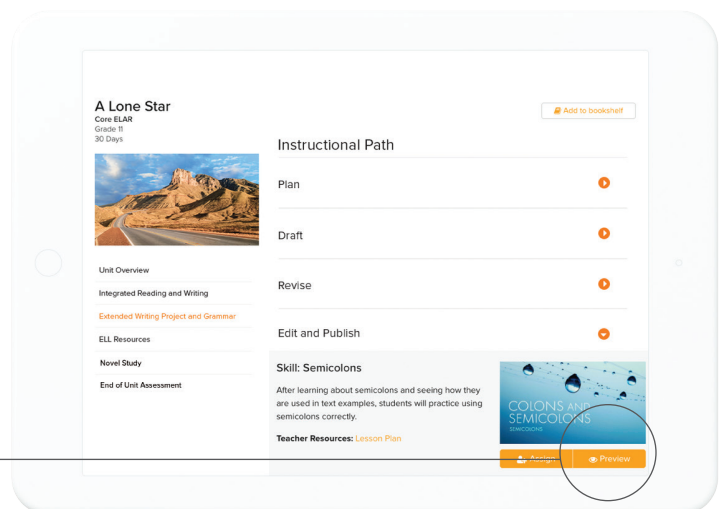 A Lone Star
Core ELAR
Grade 11
30 Days
Add to bookshelf
Unit Overview
Integrated Reading and Writing
Extended Writing Project and Grammar
ELL Resources
Novel Study
End of Unit Assessment
Instructional Path
Plan
Draft
Revise
Edit and Publish
Skill: Semicolons
After learning about semicolons and seeing how they
are used in text examples, students will practice using
semicolons correctly.
Teacher Resources: Lesson Plan
COLONS AND
SEMICOLONS
SEMICOLONS
Assign
Preview